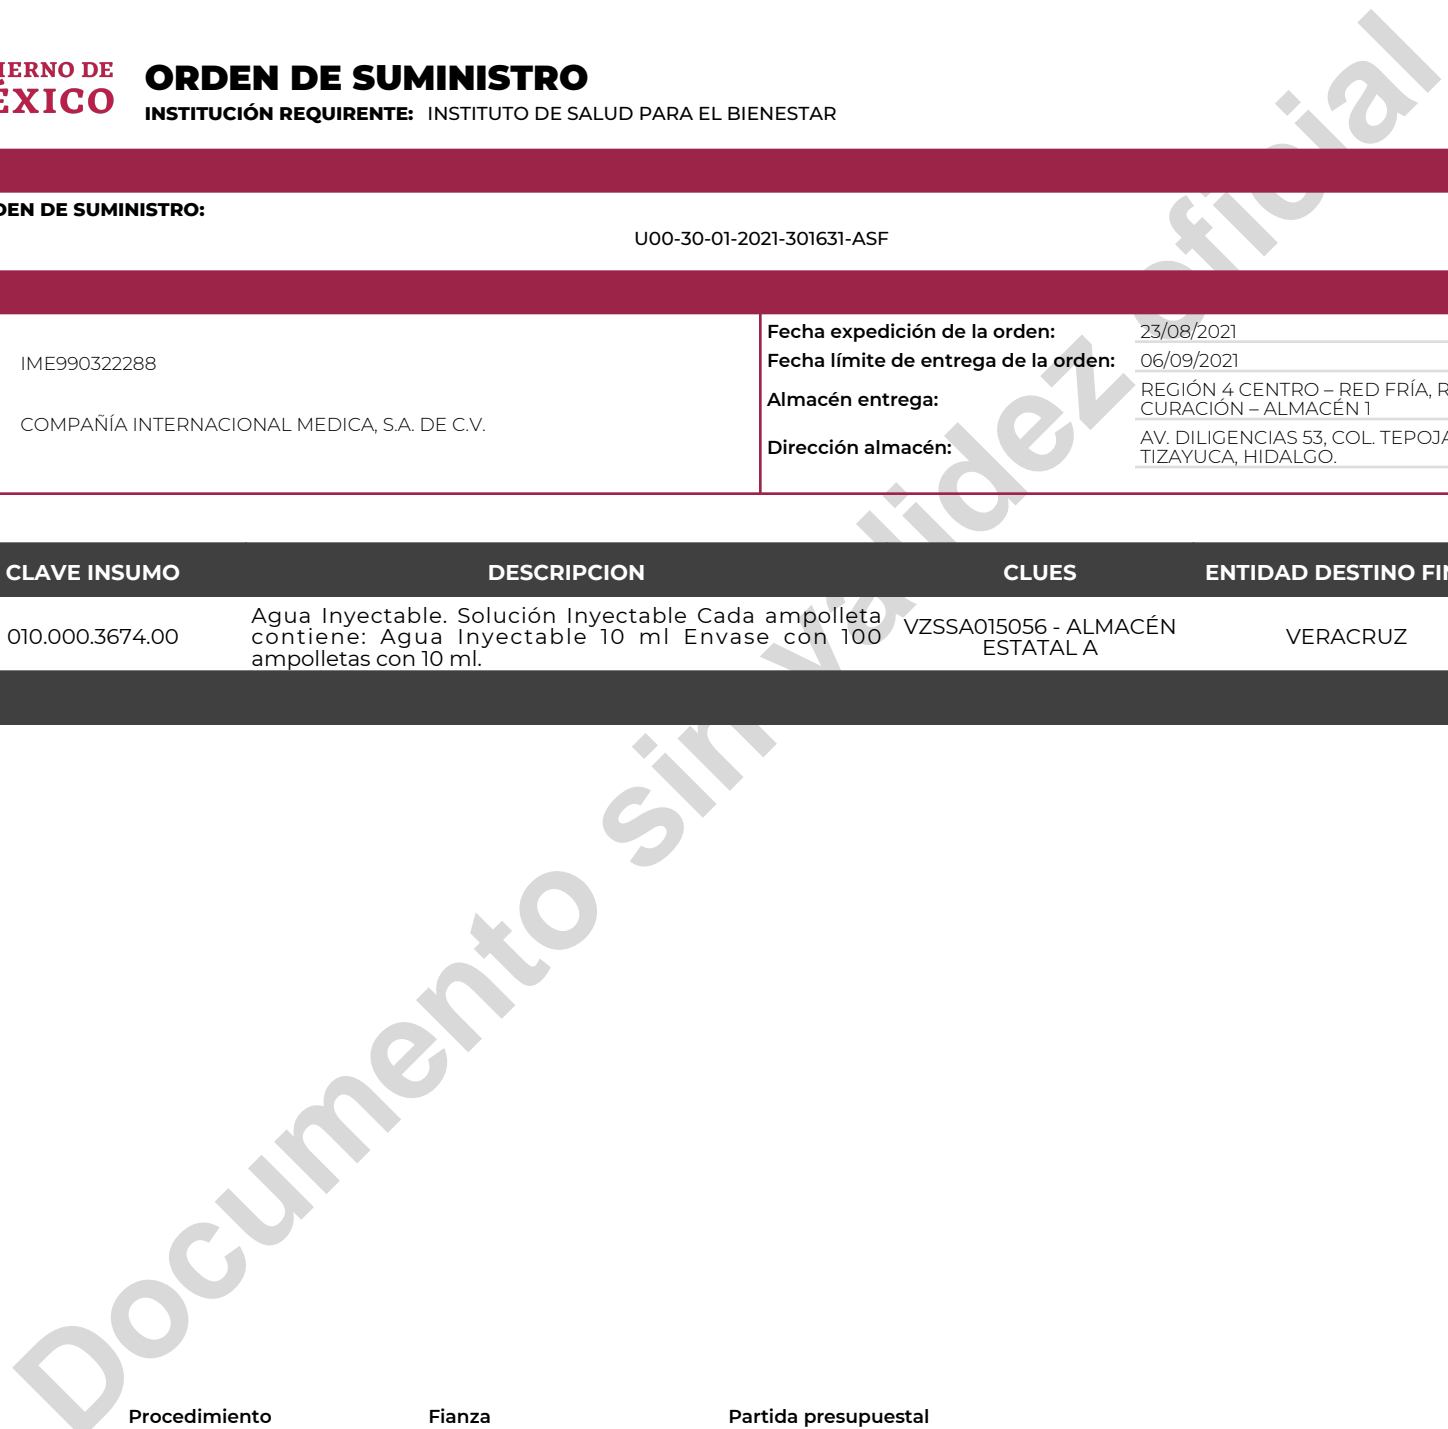 IERNO DE
ÉXICO
ORDEN DE SUMINISTRO
INSTITUCIÓN REQUIRENTE: INSTITUTO DE SALUD PARA EL BIENESTAR
DEN DE SUMINISTRO:
U00-30-01-2021-301631-ASF
IME990322288
COMPAÑÍA INTERNACIONAL MEDICA, S.A. DE C.V.
Fecha expedición de la orden: 23/08/2021
Fecha límite de entrega de la orden: 06/09/2021
Almacén entrega: REGIÓN 4 CENTRO – RED FRÍA, R
CURACIÓN – ALMACÉN 1
Dirección almacén: AV. DILIGENCIAS 53, COL. TEPOJA
TIZAYUCA, HIDALGO.
CLAVE INSUMO DESCRIPCION CLUES ENTIDAD DESTINO FIN
010.000.3674.00
Agua Inyectable. Solución Inyectable Cada ampolleta
contiene: Agua Inyectable 10 ml Envase con 100
ampolletas con 10 ml.
VZSSA015056 - ALMACÉN
ESTATAL A
VERACRUZ
Documento sin validez oficial
Procedimiento Fianza Partida presupuestal